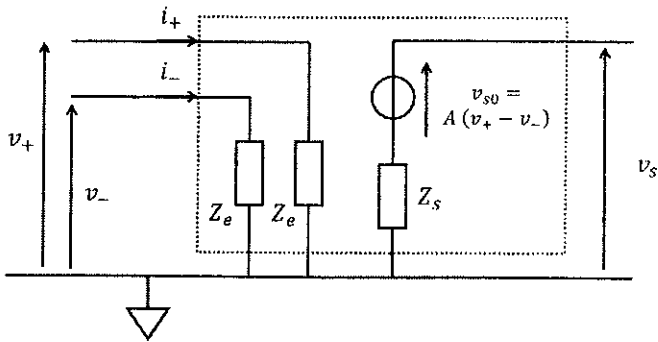 i₊
i₋
v₊
v₋
Zₑ
Zₑ
Zₛ
vₛ₀ =
A (v₊ − v₋)
vₛ